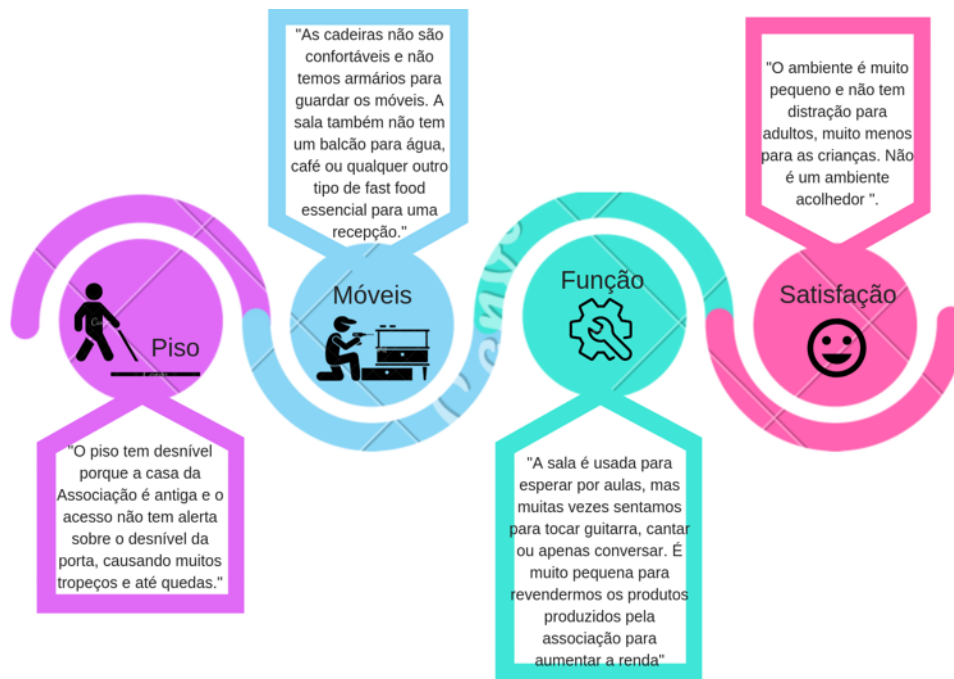 Piso
"O piso tem desnível
porque a casa da
Associação é antiga e o
acesso não tem alerta
sobre o desnível da
porta, causando muitos
tropeços e até quedas."
"As cadeiras não são
confortáveis e não
temos armários para
guardar os móveis. A
sala também não tem
um balcão para água,
café ou qualquer outro
tipo de fast food
essencial para uma
recepção."
Móveis
Função
"A sala é usada para
esperar por aulas, mas
muitas vezes sentamos
para tocar guitarra, cantar
ou apenas conversar. É
muito pequena para
revendermos os produtos
produzidos pela
associação para
aumentar a renda"
"O ambiente é muito
pequeno e não tem
distração para
adultos, muito menos
para as crianças. Não
é um ambiente
acolhedor ".
Satisfação